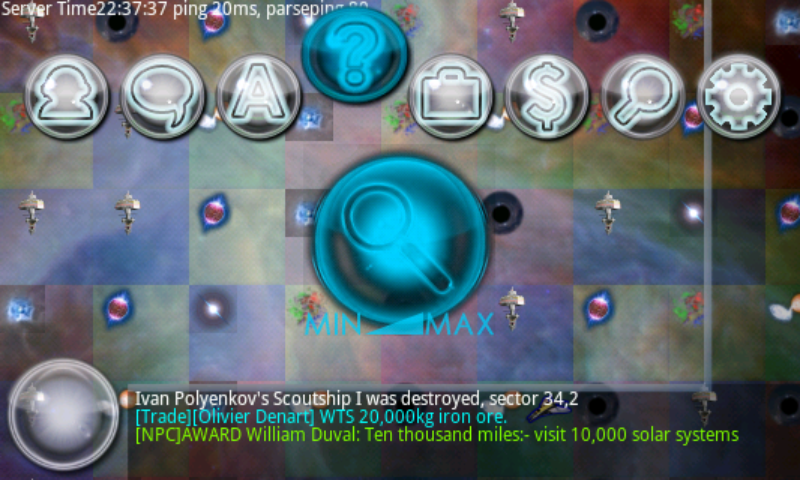 Server Time22:37:37 ping 20ms, parseping
?
A
$
MIN MAX
Ivan Polyenkov's Scoutship I was destroyed, sector 34,2
[Trade][Olivier Denart] WTS 20,000kg iron ore.
[NPC]AWARD William Duval: Ten thousand miles:- visit 10,000 solar systems